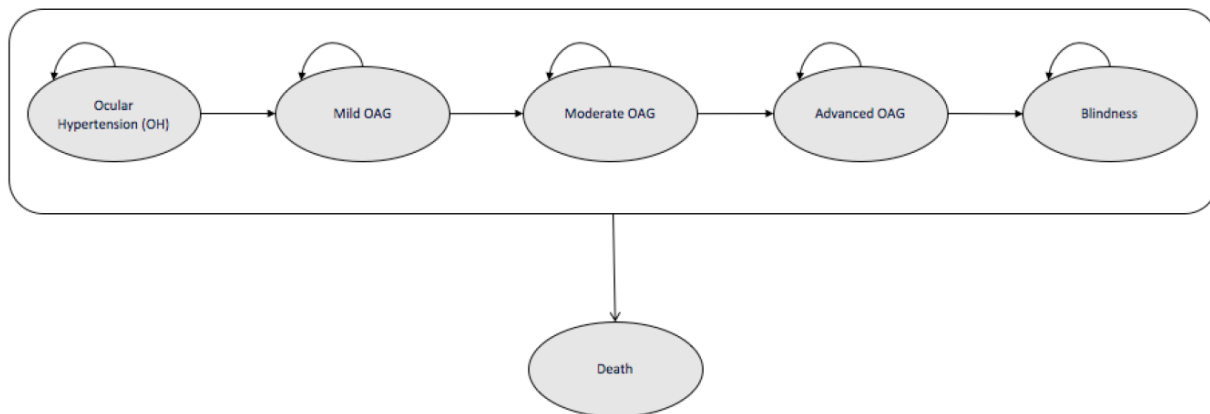 Ocular
Hypertension (OH)
Mild OAG
Moderate OAG
Advanced OAG
Blindness
Death